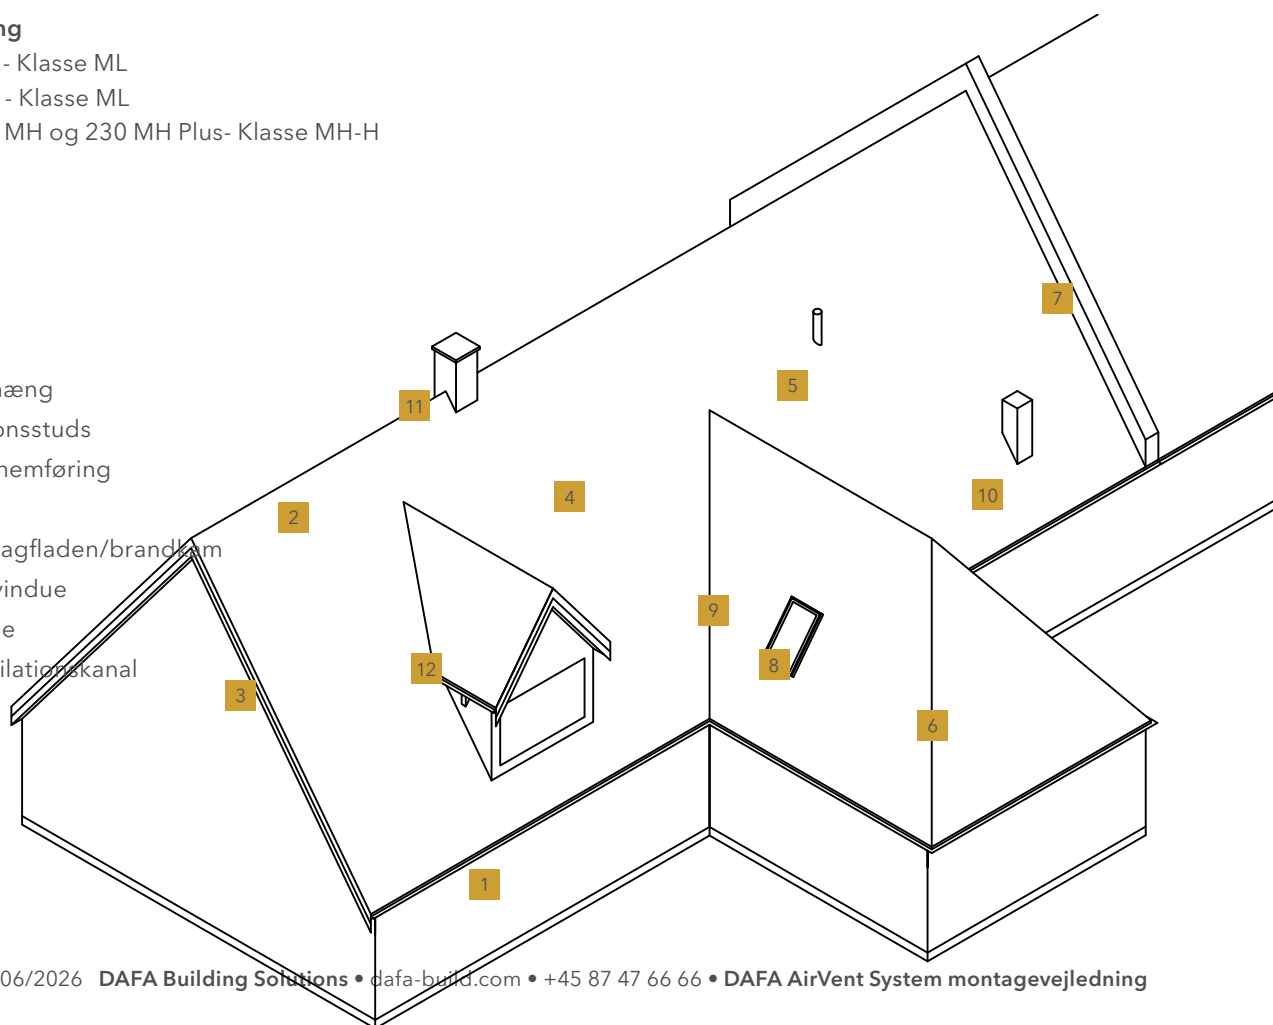 ng
- Klasse ML
- Klasse ML
MH og 230 MH Plus- Klasse MH-H
7
5
11
10
4
2
æng
onsstuds
nemføring
agfladen/brandkam
vindue
e
ilationskanal
9
8
12
3
6
1
06/2026 DAFA Building Solutions • dafa-build.com • +45 87 47 66 66 • DAFA AirVent System montagevejledning